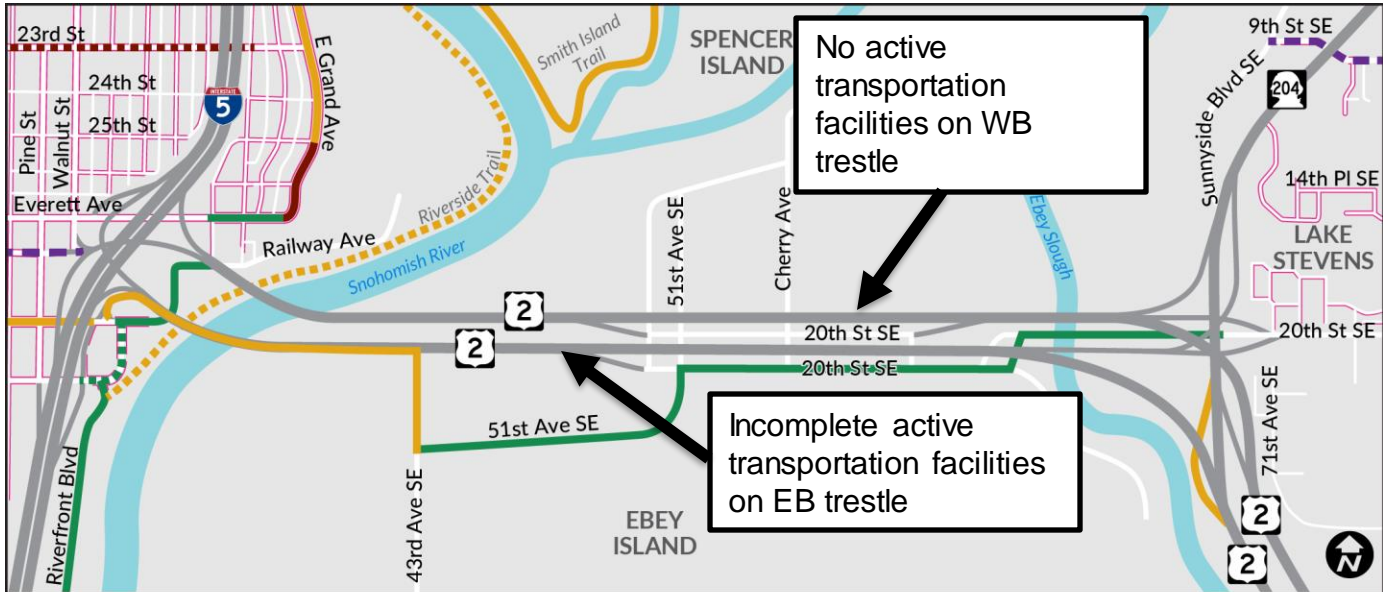 23rd St
24th St
25th St
Pine St
Walnut St
Everett Ave
INTERSTATE
5
E Grand Ave
Railway Ave
Riverside Trail
Snohomish River
Smith Island
Trail
SPENCER
ISLAND
No active
transportation
facilities on WB
trestle
9th St SE
204
Sunnyside Blvd SE
14th Pl SE
LAKE
STEVENS
51st Ave SE
Cherry Ave
Ebey Slough
2
20th St SE
20th St SE
2
20th St SE
51st Ave SE
Incomplete active
transportation facilities
on EB trestle
71st Ave SE
Riverfront Blvd
43rd Ave SE
EBEY
ISLAND
2
2
N